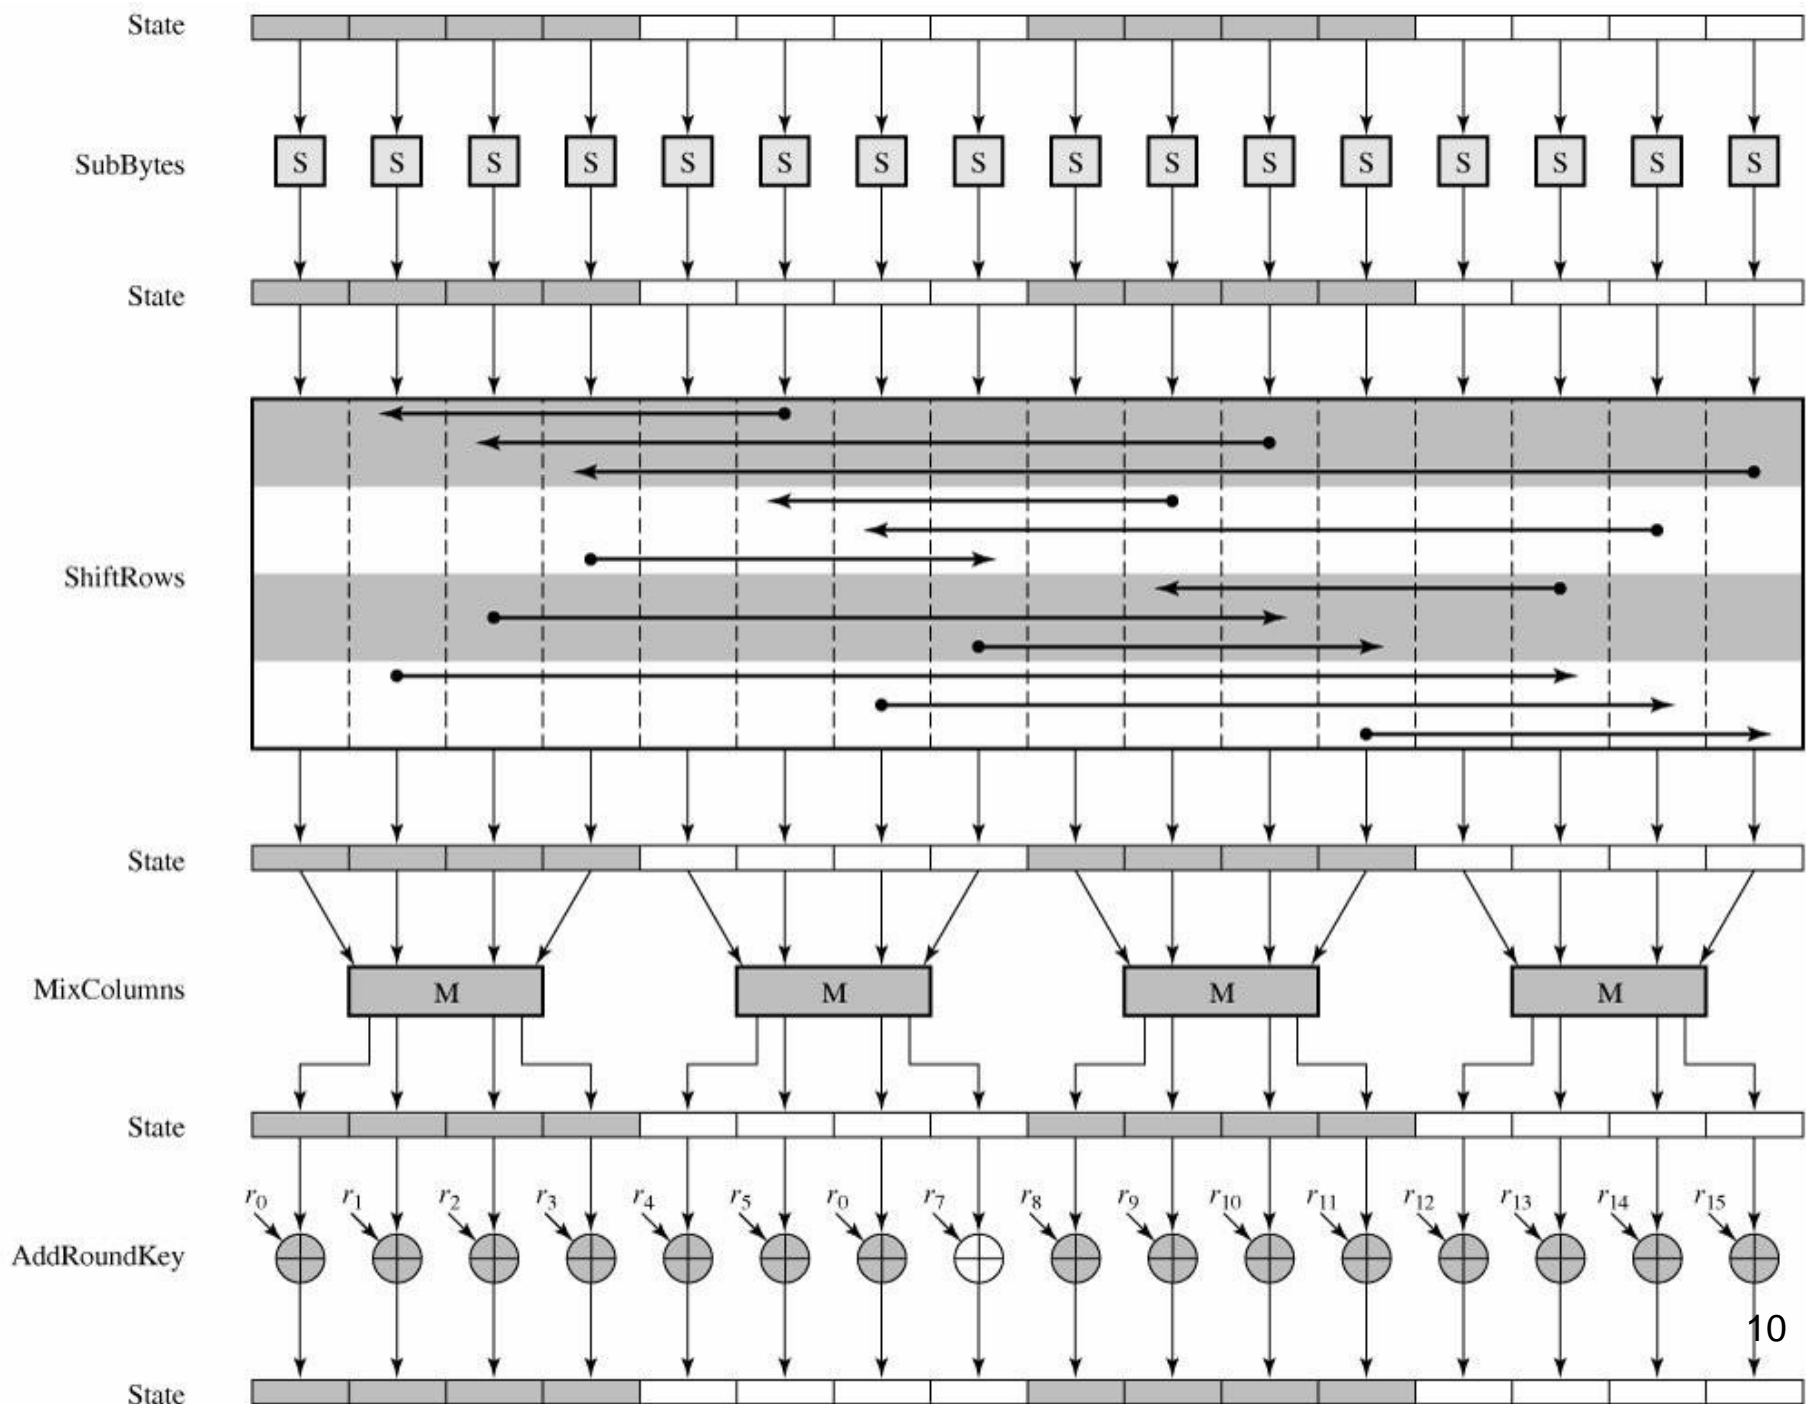 State
SubBytes S S S S S S S S S S S S S S S S
State
ShiftRows
State
MixColumns M M M M
State
r0 r1 r2 r3 r4 r5 r0 r7 r8 r9 r10 r11 r12 r13 r14 r15
AddRoundKey
10
State